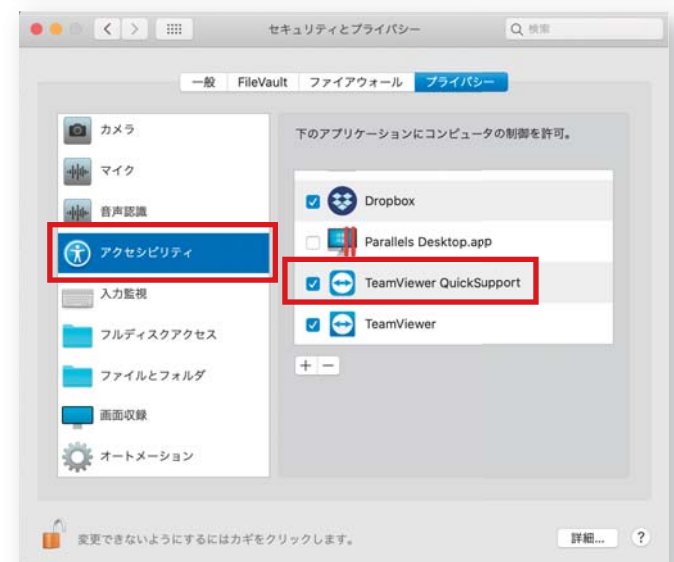 セキュリティとプライバシー
検索
一般 FileVault ファイアウォール プライバシー
カメラ
マイク
音声認識
アクセシビリティ
入力監視
フルディスクアクセス
ファイルとフォルダ
画面収録
オートメーション
下のアプリケーションにコンピュータの制御を許可。
Dropbox
Parallels Desktop.app
TeamViewer QuickSupport
TeamViewer
+ −
変更できないようにするにはカギをクリックします。
詳細... ?